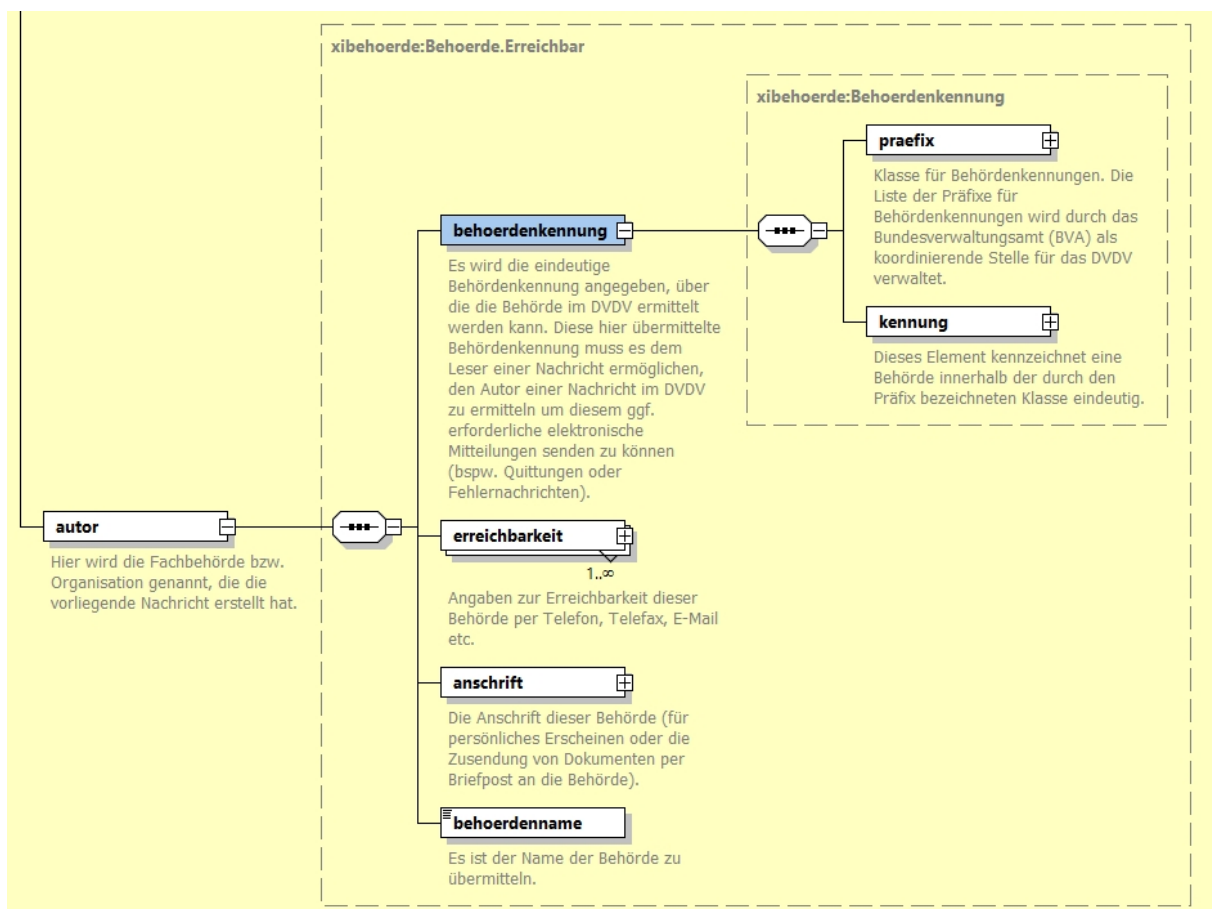 xibehoerde:Behoerde.Erreichbar
xibehoerde:Behoerdenkennung
praefix
Klasse für Behördenkennungen. Die
Liste der Präfixe für
Behördenkennungen wird durch das
Bundesverwaltungsamt (BVA) als
koordinierende Stelle für das DVDV
verwaltet.
kennung
Dieses Element kennzeichnet eine
Behörde innerhalb der durch den
Präfix bezeichneten Klasse eindeutig.
behoerdenkennung
Es wird die eindeutige
Behördenkennung angegeben, über
die die Behörde im DVDV ermittelt
werden kann. Diese hier übermittelte
Behördenkennung muss es dem
Leser einer Nachricht ermöglichen,
den Autor einer Nachricht im DVDV
zu ermitteln um diesem ggf.
erforderliche elektronische
Mitteilungen senden zu können
(bspw. Quittungen oder
Fehlernachrichten).
autor
Hier wird die Fachbehörde bzw.
Organisation genannt, die die
vorliegende Nachricht erstellt hat.
erreichbarkeit
1..∞
Angaben zur Erreichbarkeit dieser
Behörde per Telefon, Telefax, E-Mail
etc.
anschrift
Die Anschrift dieser Behörde (für
persönliches Erscheinen oder die
Zusendung von Dokumenten per
Briefpost an die Behörde).
behoerdenname
Es ist der Name der Behörde zu
übermitteln.